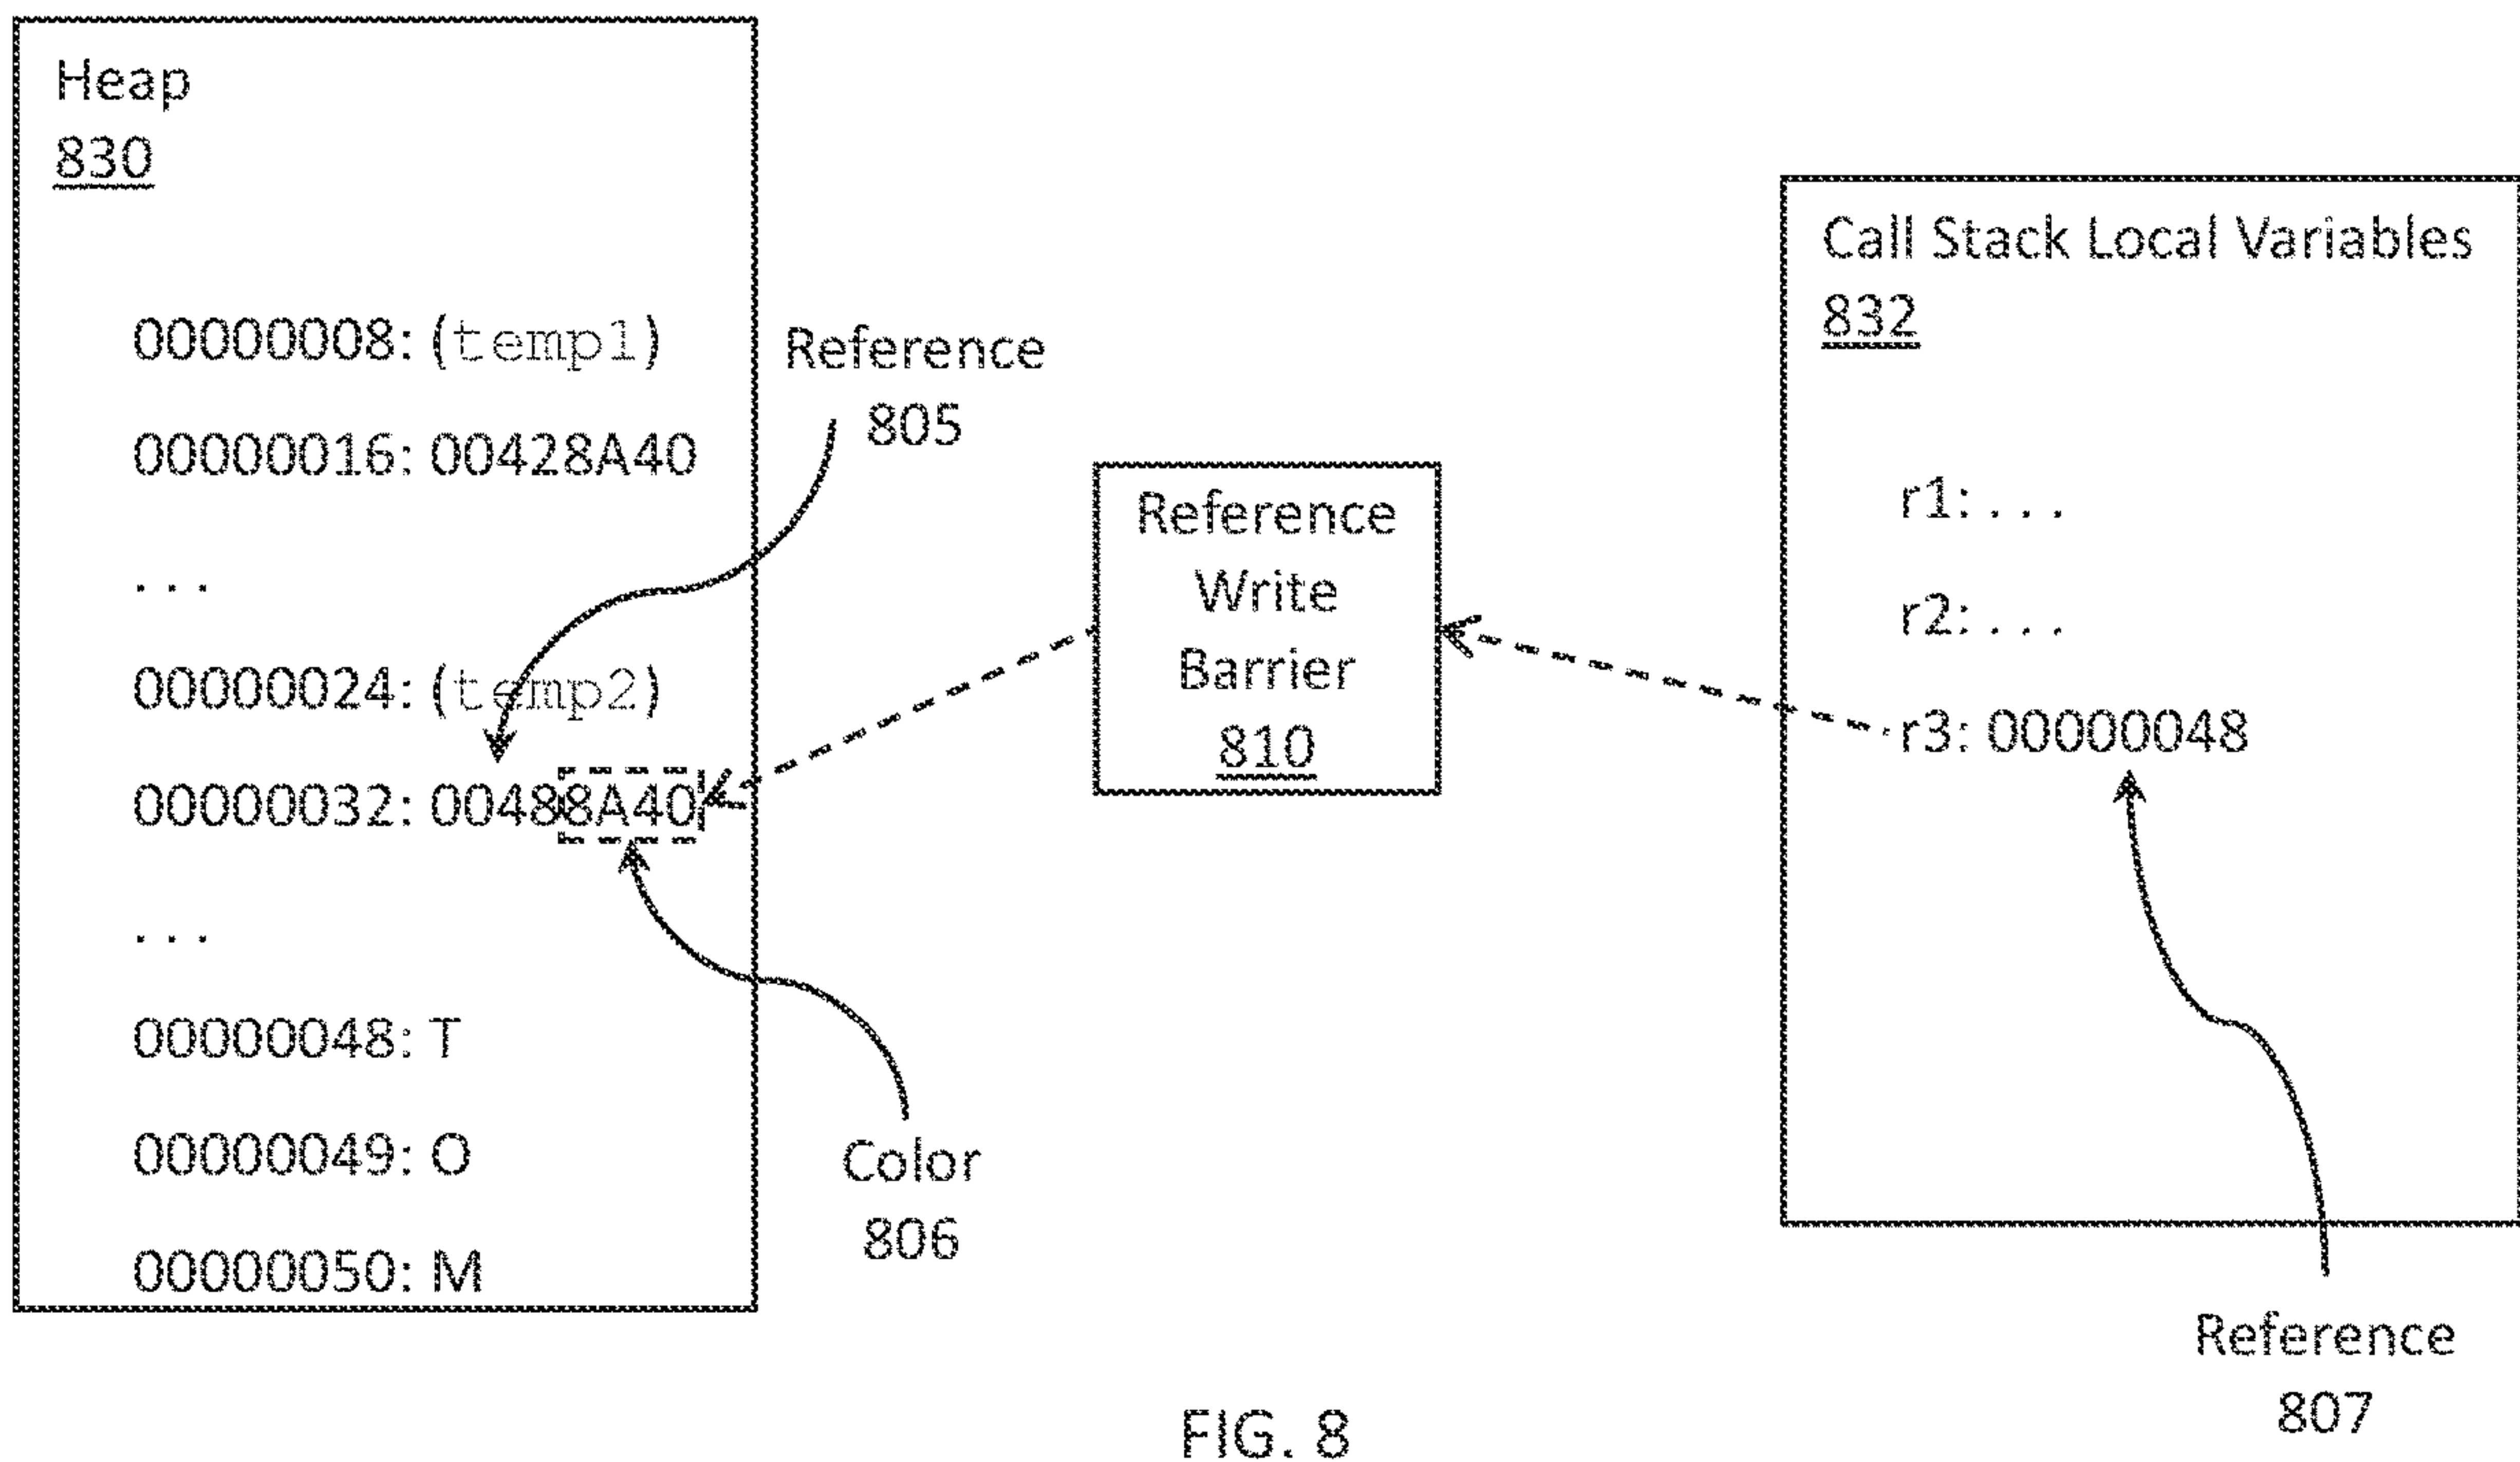 Heap
830
00000008: (temp1)
00000016: 00428A40
. . .
00000024: (temp2)
00000032: 00488A40
. . .
00000048: T
00000049: O
00000050: M
Reference
805
Color
806
Reference
Write
Barrier
810
Call Stack Local Variables
832
r1: . . .
r2: . . .
r3: 00000048
Reference
807
FIG. 8